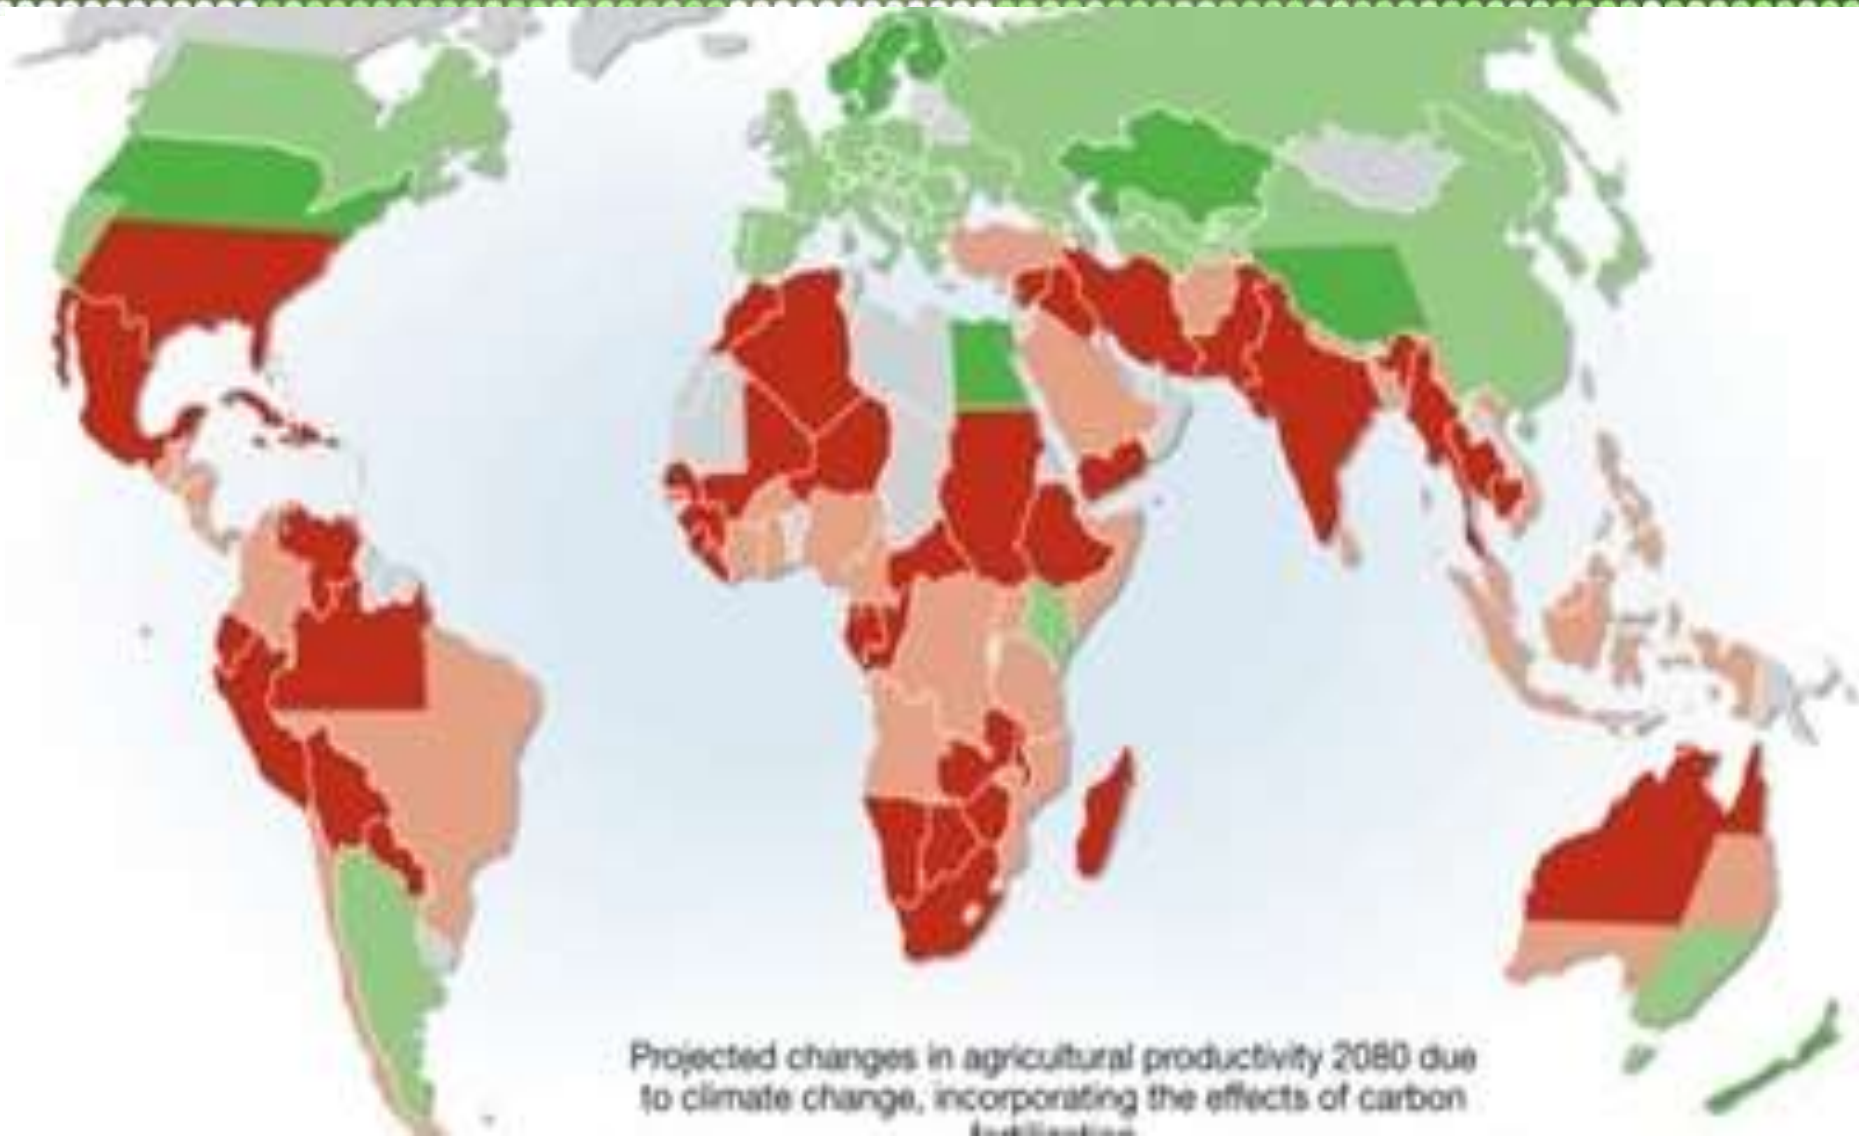 Projected changes in agricultural productivity 2080 due
to climate change, incorporating the effects of carbon